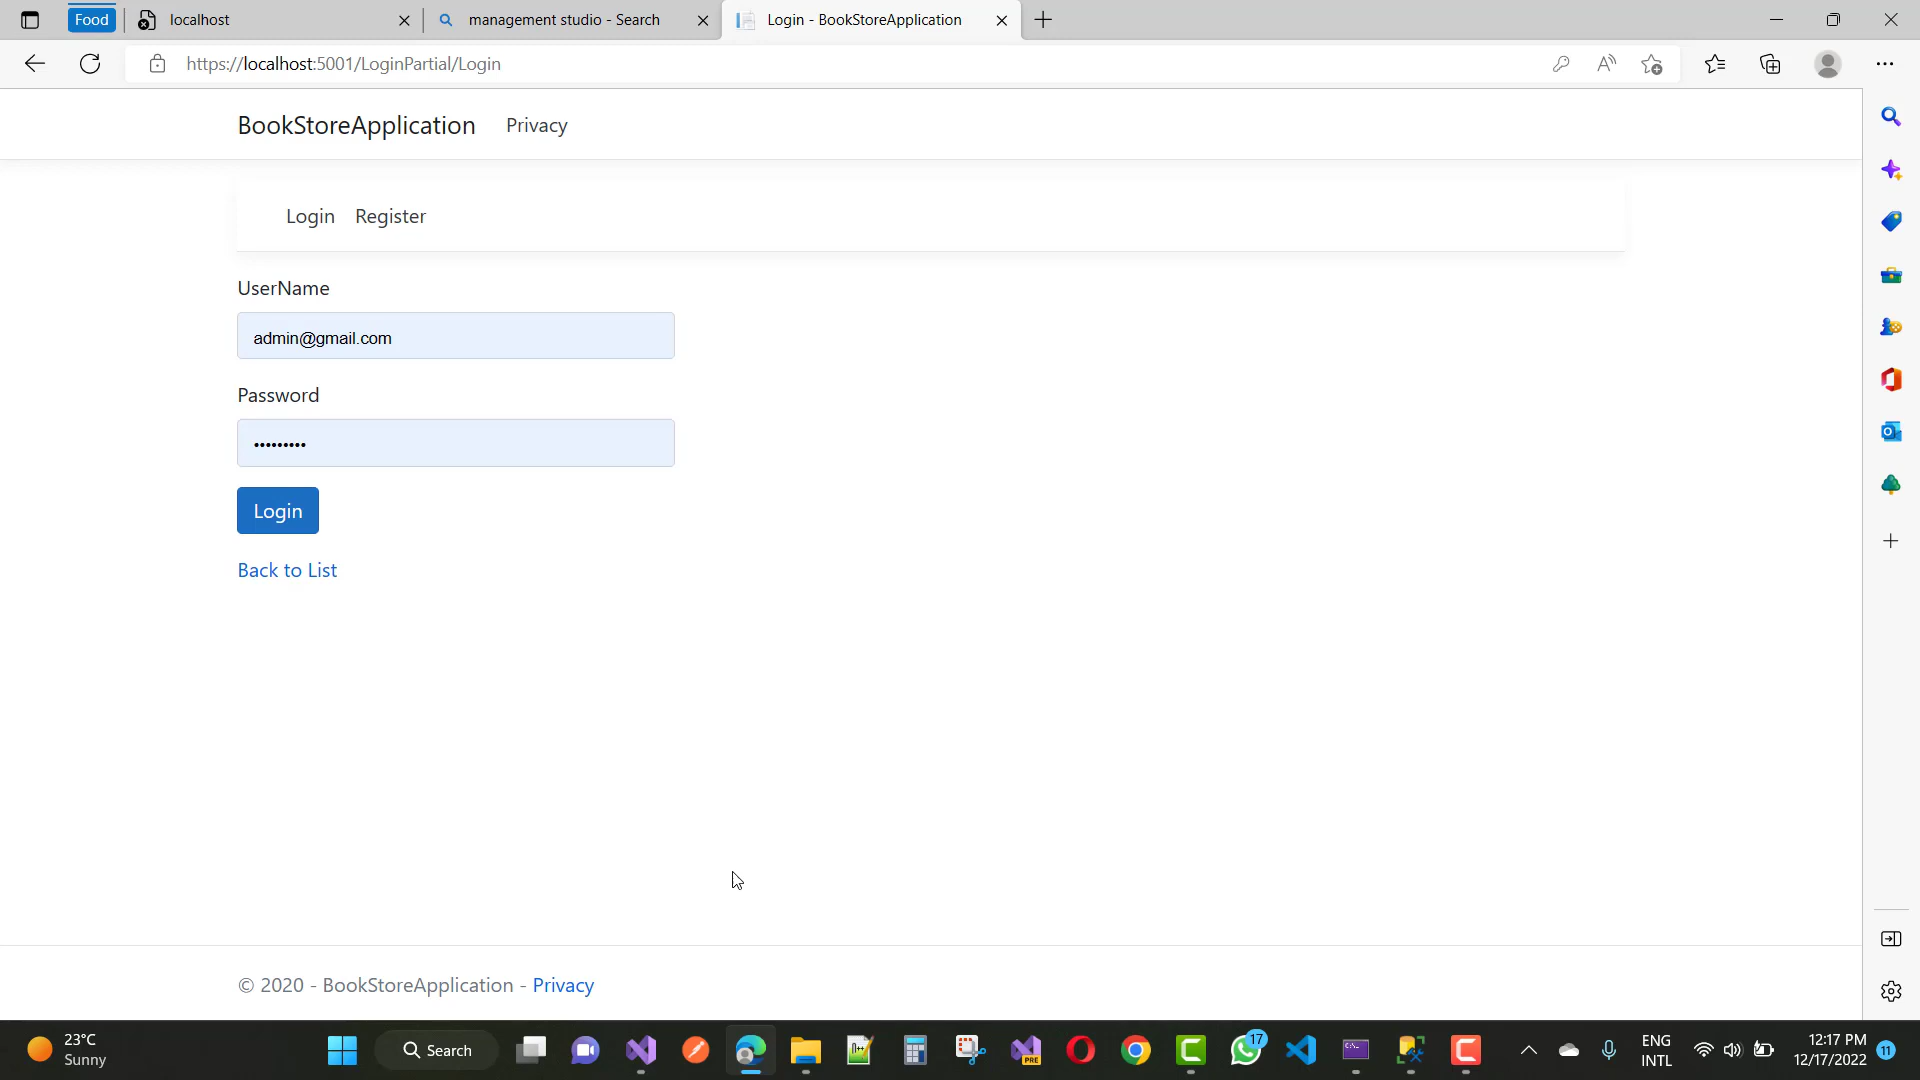 Food
localhost
management studio - Search
Login - BookStoreApplication
https://localhost:5001/LoginPartial/Login
BookStoreApplication
Privacy
Login
Register
UserName
admin@gmail.com
Password
•••••••••
Login
Back to List
© 2020 - BookStoreApplication - Privacy
23°C
Sunny
Search
PRE
17
ENG
INTL
12:17 PM
12/17/2022
11